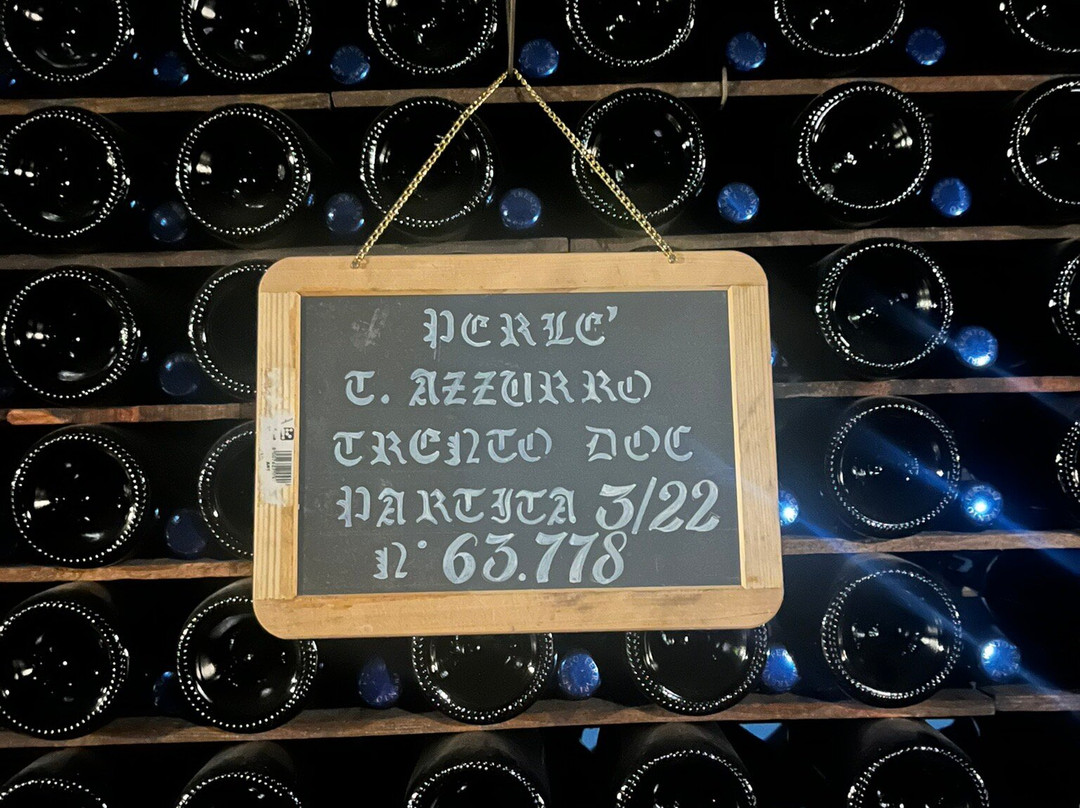 PERLE'
T. AZZURRO
TRENTO DOC
PARTITA 3/22
N° 63.778